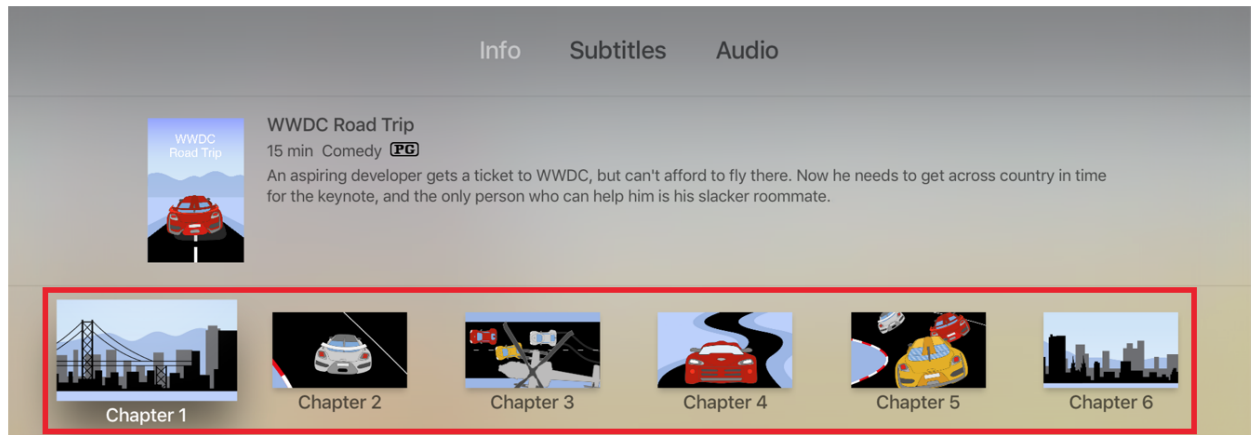 Info Subtitles Audio
WWDC
Road Trip
WWDC Road Trip
15 min Comedy PG
An aspiring developer gets a ticket to WWDC, but can't afford to fly there. Now he needs to get across country in time
for the keynote, and the only person who can help him is his slacker roommate.
Chapter 1 Chapter 2 Chapter 3 Chapter 4 Chapter 5 Chapter 6